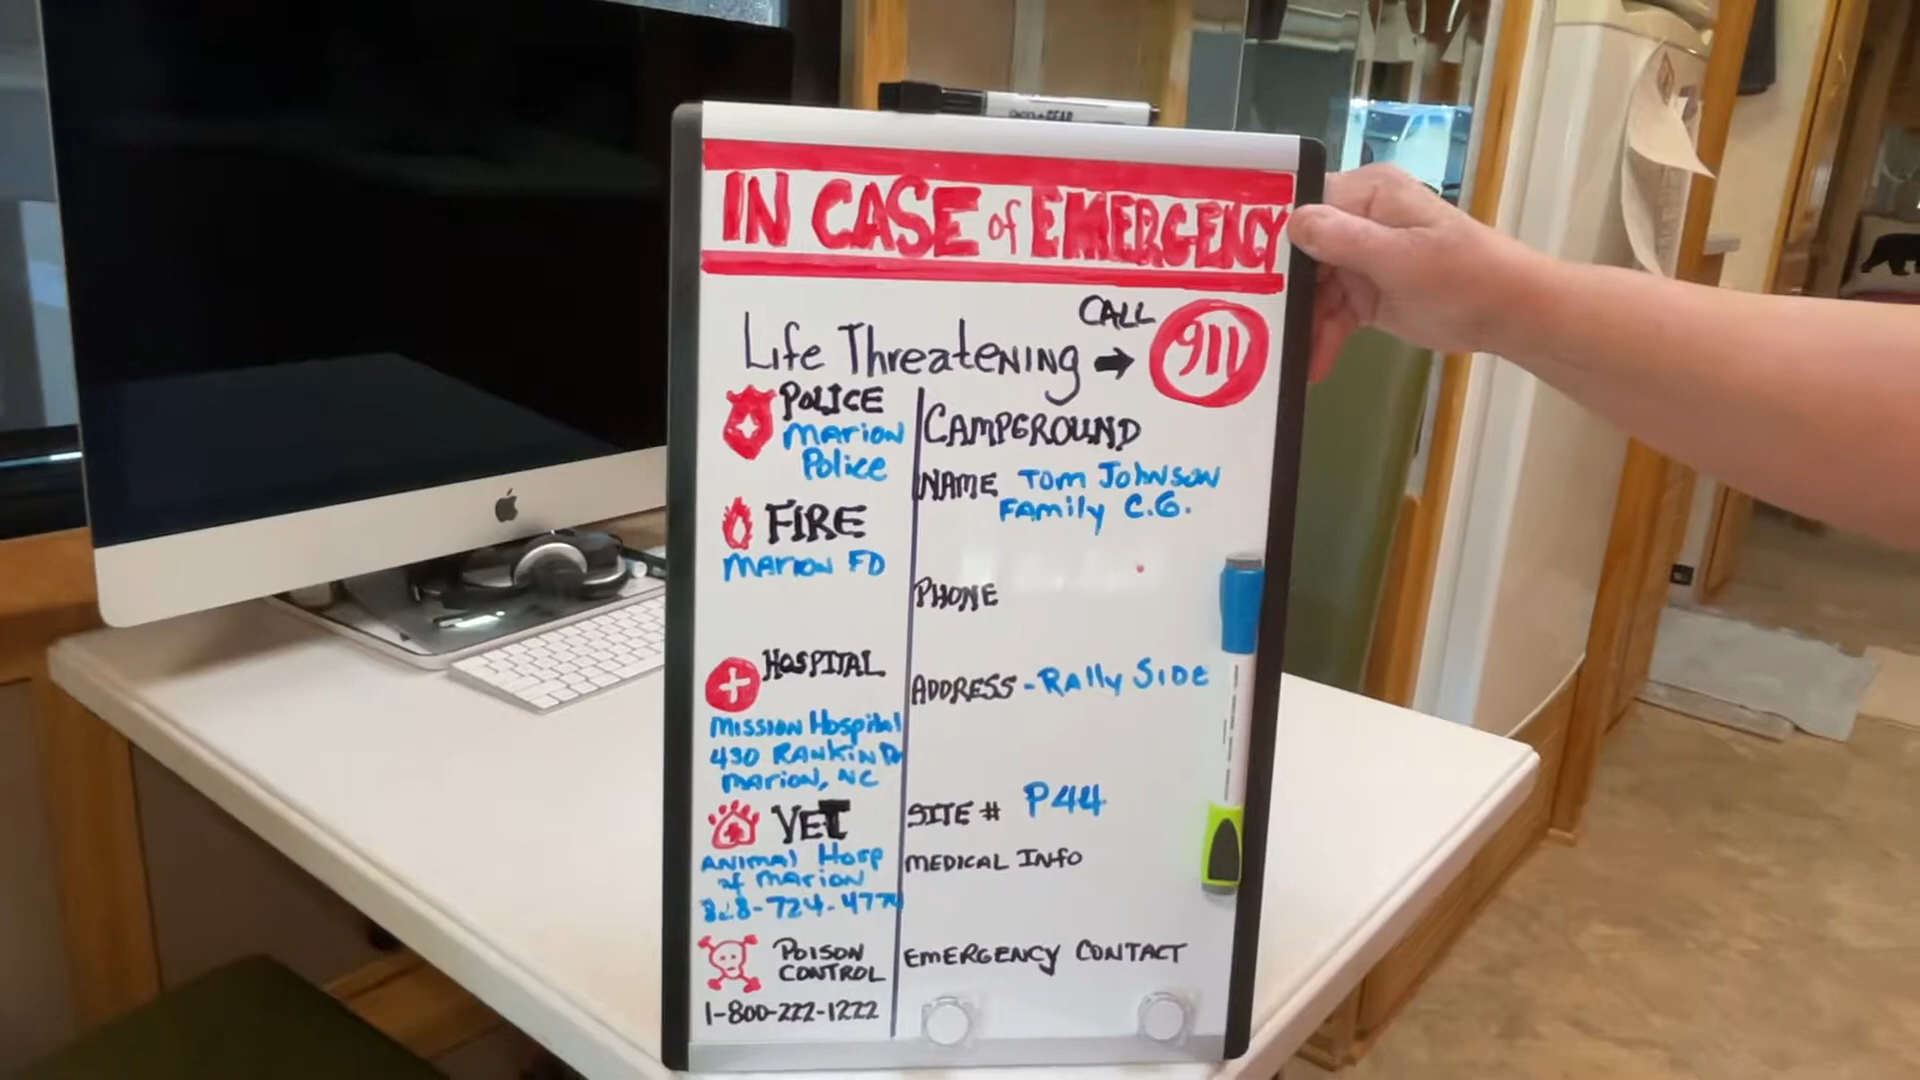 IN CASE of EMERGENCY
CALL
Life Threatening → 911
POLICE
Marion
Police
FIRE
Marion FD
HOSPITAL
Mission Hospital
430 Rankin Dr
Marion, NC
VET
Animal Hosp
of Marion
828-724-4774
POISON
CONTROL
1-800-222-1222
CAMPGROUND
NAME Tom Johnson
Family C.G.
PHONE
ADDRESS - Rally Side
SITE # P44
MEDICAL INFO
EMERGENCY CONTACT